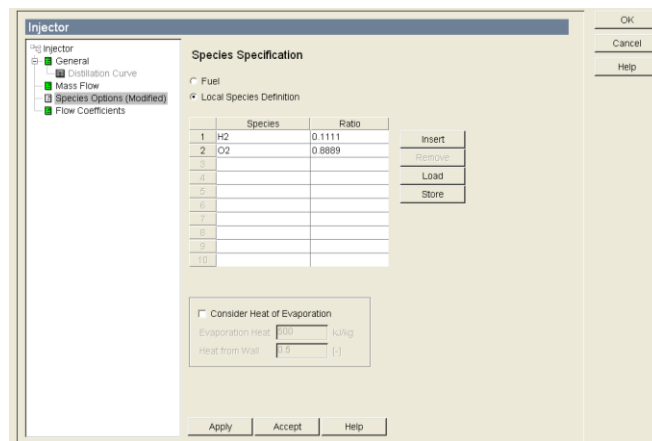 Injector
OK
Cancel
Help
Injector
General
Distillation Curve
Mass Flow
Species Options (Modified)
Flow Coefficients
Species Specification
Fuel
Local Species Definition
Species Ratio
1 H2 0.1111
2 O2 0.8889
3
4
5
6
7
8
9
10
Insert
Remove
Load
Store
Consider Heat of Evaporation
Evaporation Heat 500 kJ/kg
Heat from Wall 0.5 [-]
Apply Accept Help